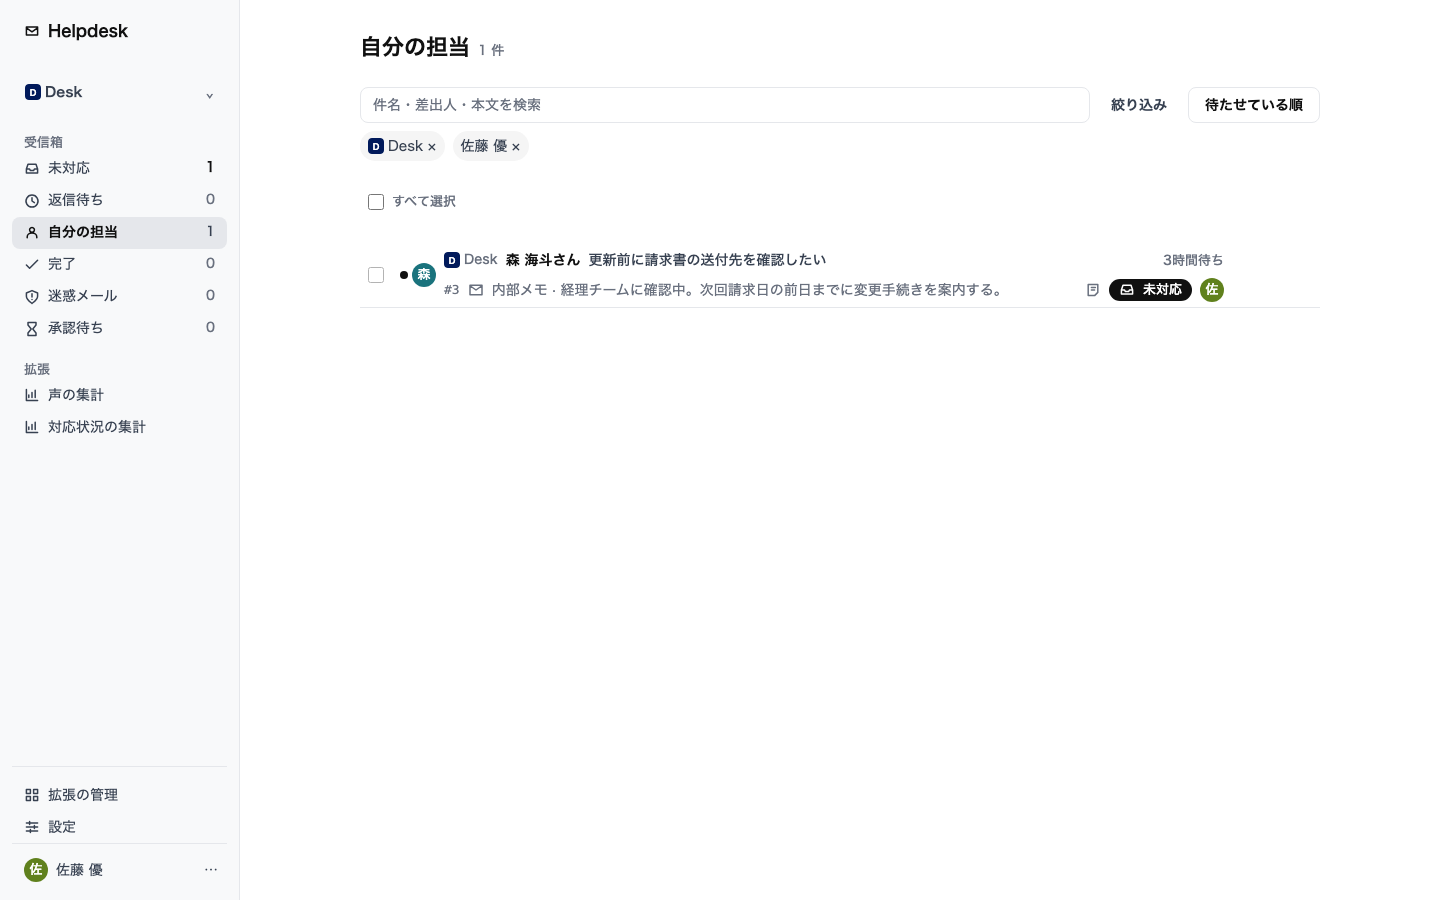 Helpdesk
D Desk
受信箱
未対応 1
返信待ち 0
自分の担当 1
完了 0
迷惑メール 0
承認待ち 0
拡張
声の集計
対応状況の集計
拡張の管理
設定
佐 佐藤 優 …
自分の担当 1 件
件名・差出人・本文を検索 絞り込み 待たせている順
D Desk × 佐藤 優 ×
すべて選択
森 D Desk 森 海斗さん 更新前に請求書の送付先を確認したい 3時間待ち
#3 内部メモ · 経理チームに確認中。次回請求日の前日までに変更手続きを案内する。 未対応 佐